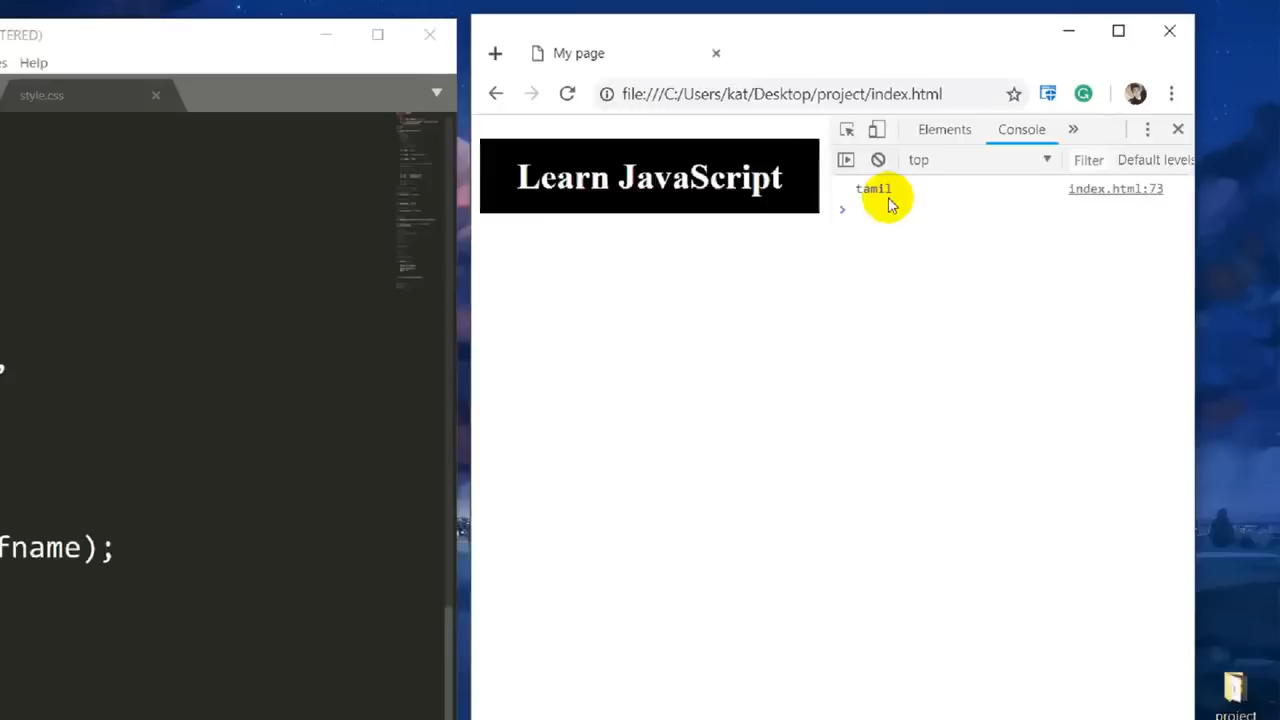 TERED)
es Help
style.css
,
fname);
My page
file:///C:/Users/kat/Desktop/project/index.html
Elements Console »
top Filter Default levels
Learn JavaScript
tamil index.html:73
project